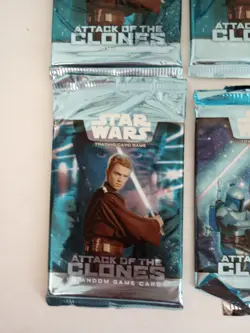 ATTACK OF THE
CLONES
STAR
WARS
TRADING CARD GAME
ATTACK OF THE
CLONES
RANDOM GAME CARDS